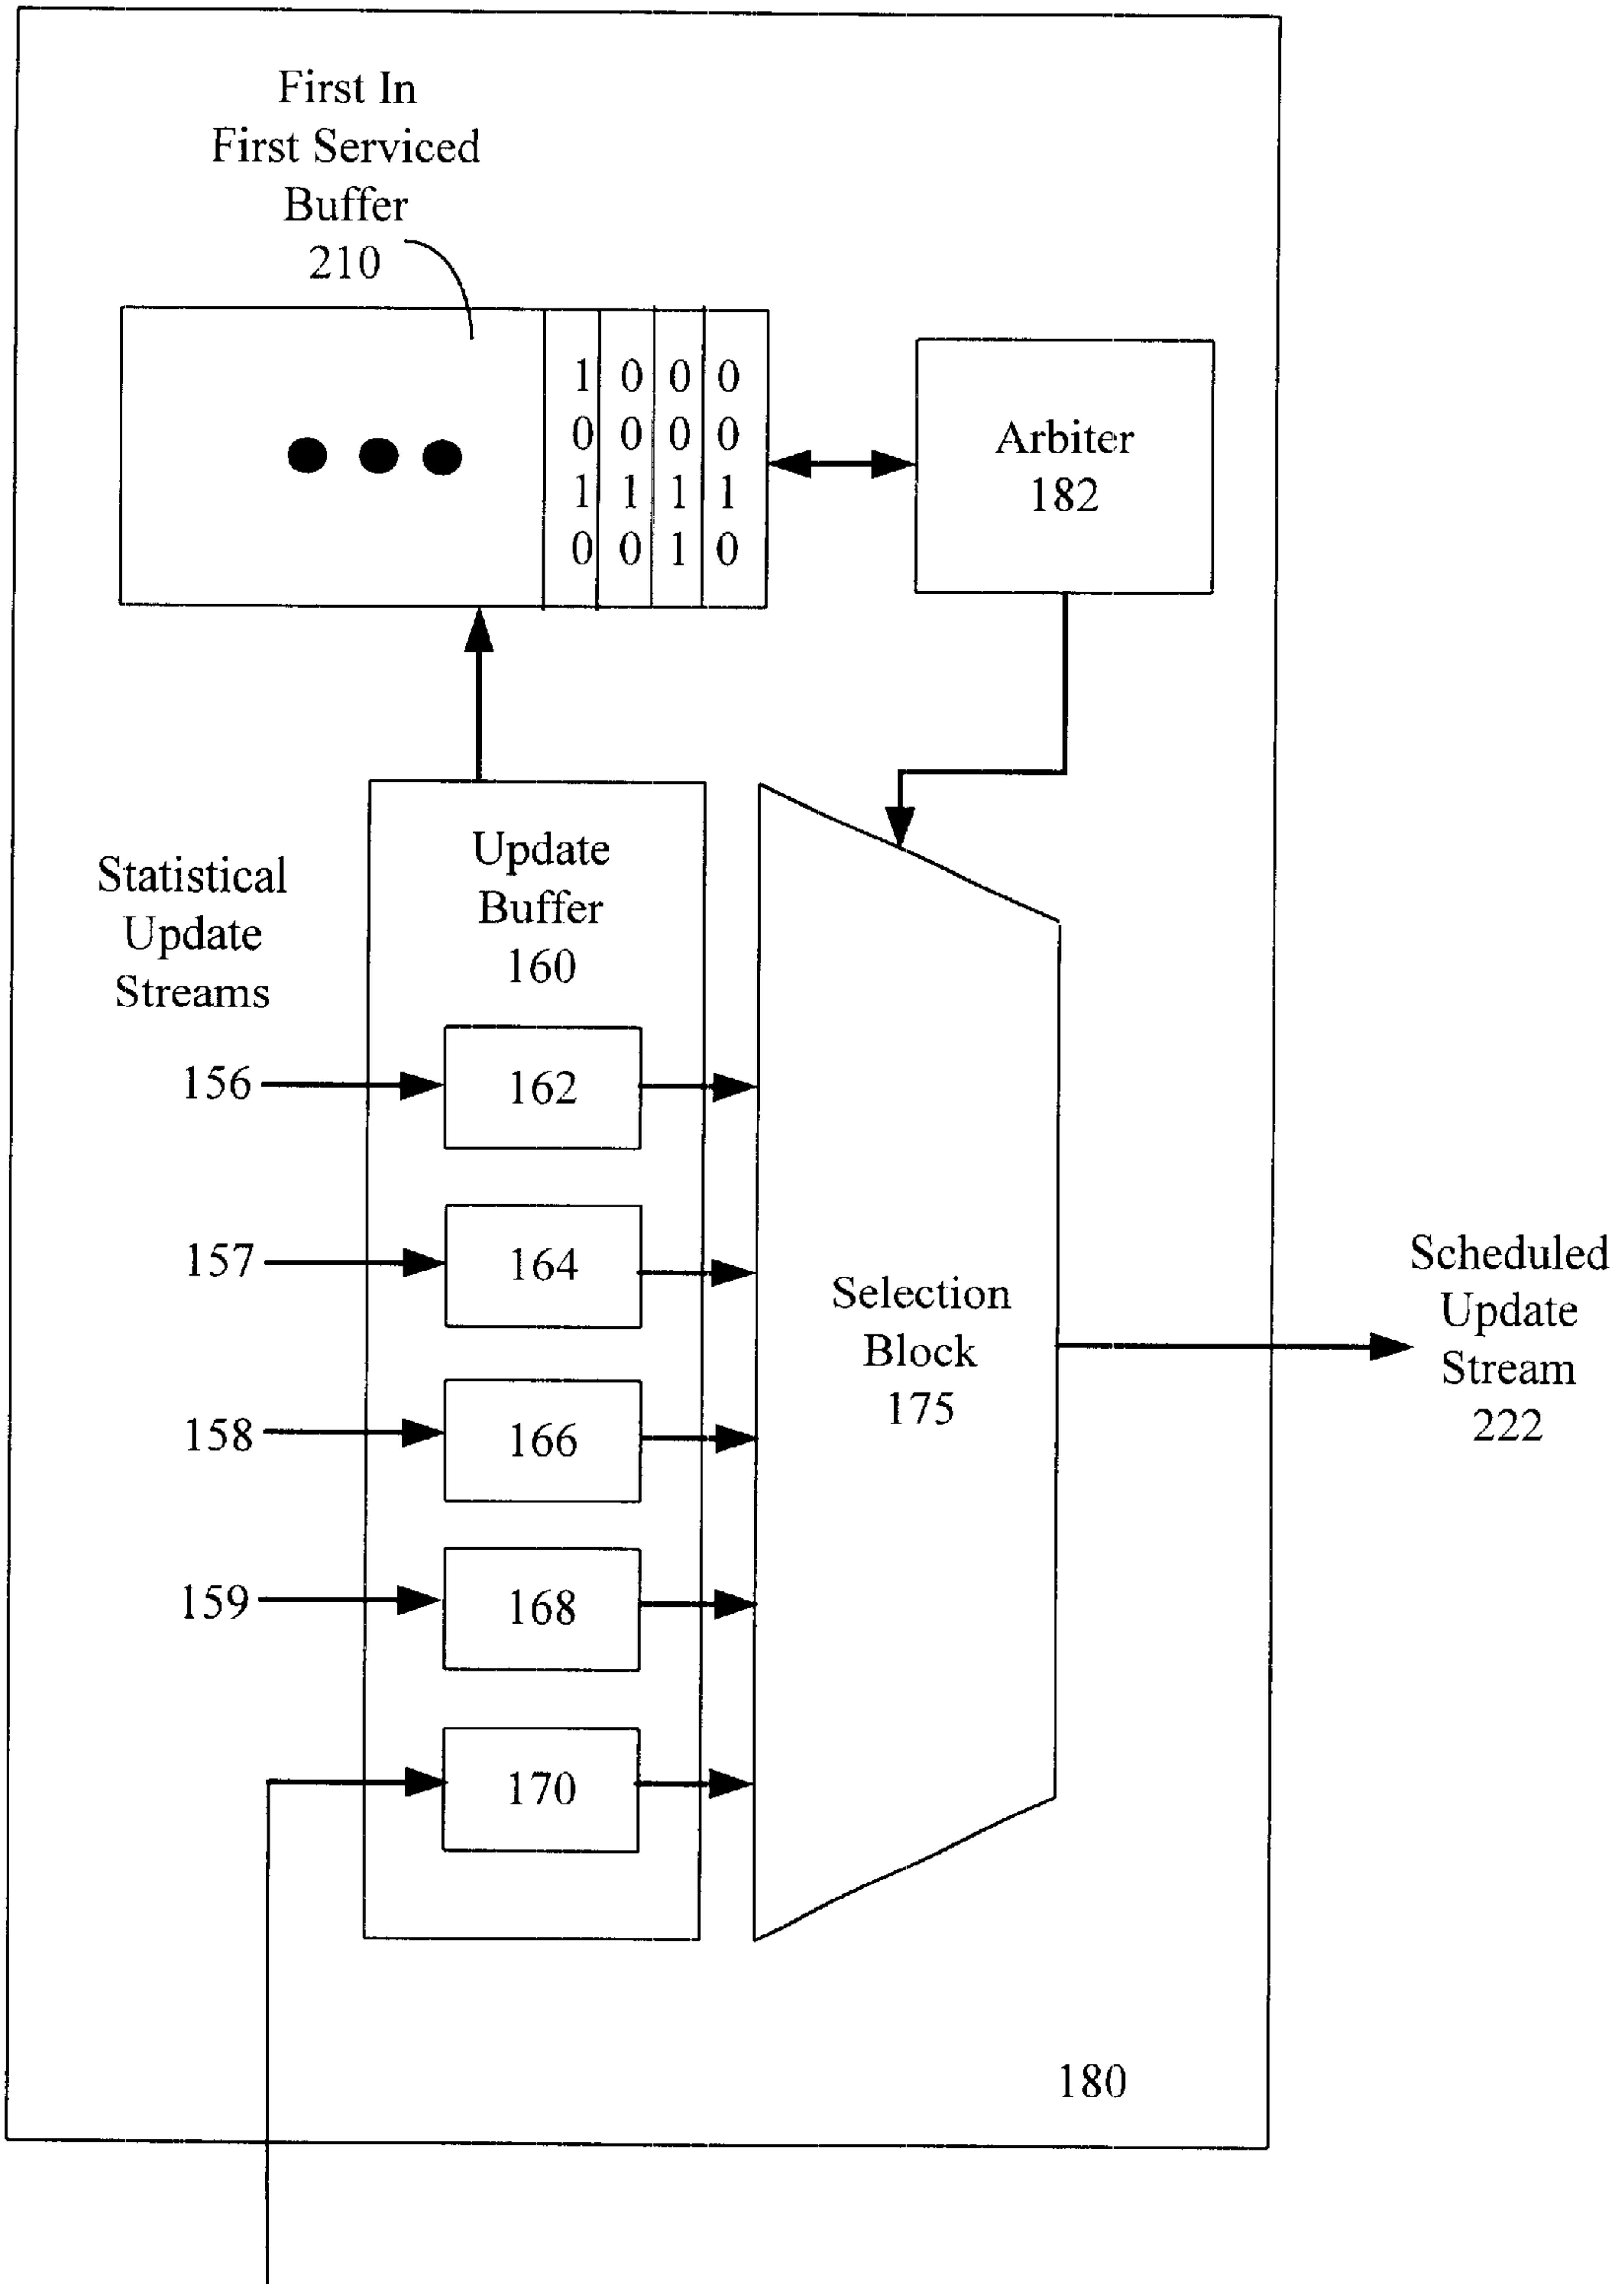 First In
First Serviced
Buffer
210
1 0 0 0
0 0 0 0
1 1 1 1
0 0 1 0
Arbiter
182
Statistical
Update
Streams
Update
Buffer
160
156
162
157
164
158
166
159
168
170
Selection
Block
175
Scheduled
Update
Stream
222
180